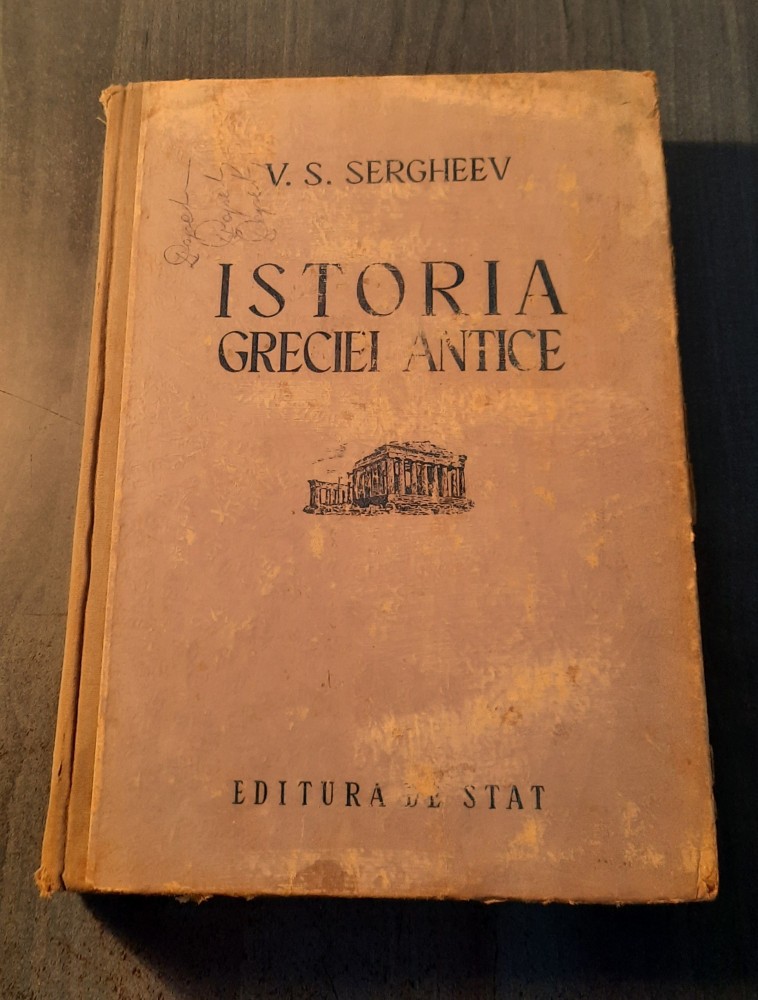 V. S. SERGHEEV
ISTORIA
GRECIEI ANTICE
EDITURA DE STAT